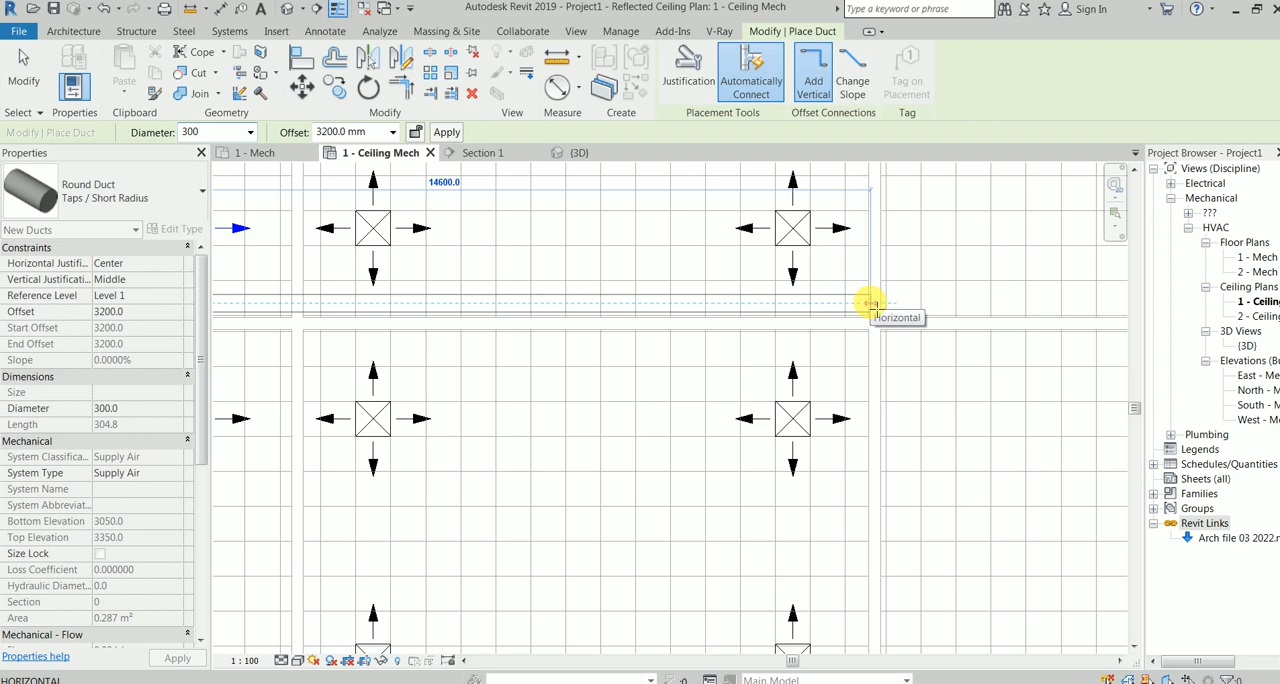 Autodesk Revit 2019 - Project1 - Reflected Ceiling Plan: 1 - Ceiling Mech
Type a keyword or phrase
Sign In
File
Architecture
Structure
Steel
Systems
Insert
Annotate
Analyze
Massing & Site
Collaborate
View
Manage
Add-Ins
V-Ray
Modify | Place Duct
Modify
Paste
Cope
Cut
Join
Justification
Automatically
Connect
Add
Vertical
Change
Slope
Tag on
Placement
Select
Properties
Clipboard
Geometry
Modify
View
Measure
Create
Placement Tools
Offset Connections
Tag
Modify | Place Duct
Diameter: 300
Offset: 3200.0 mm
Apply
Properties
1 - Mech
1 - Ceiling Mech
Section 1
{3D}
Project Browser - Project1
Round Duct
Taps / Short Radius
New Ducts
Edit Type
Constraints
Horizontal Justifi... Center
Vertical Justificati... Middle
Reference Level Level 1
Offset 3200.0
Start Offset 3200.0
End Offset 3200.0
Slope 0.0000%
Dimensions
Size
Diameter 300.0
Length 304.8
Mechanical
System Classifica... Supply Air
System Type Supply Air
System Name
System Abbreviat...
Bottom Elevation 3050.0
Top Elevation 3350.0
Size Lock
Loss Coefficient 0.000000
Hydraulic Diamet... 0.0
Section 0
Area 0.287 m²
Mechanical - Flow
Properties help
Apply
14600.0
Horizontal
Views (Discipline)
Electrical
Mechanical
???
HVAC
Floor Plans
1 - Mech
2 - Mech
Ceiling Plans
1 - Ceiling
2 - Ceiling
3D Views
{3D}
Elevations (Bu
East - Me
North - M
South - M
West - Me
Plumbing
Legends
Schedules/Quantities
Sheets (all)
Families
Groups
Revit Links
Arch file 03 2022.r
1 : 100
HORIZONTAL
:0
Main Model
:0